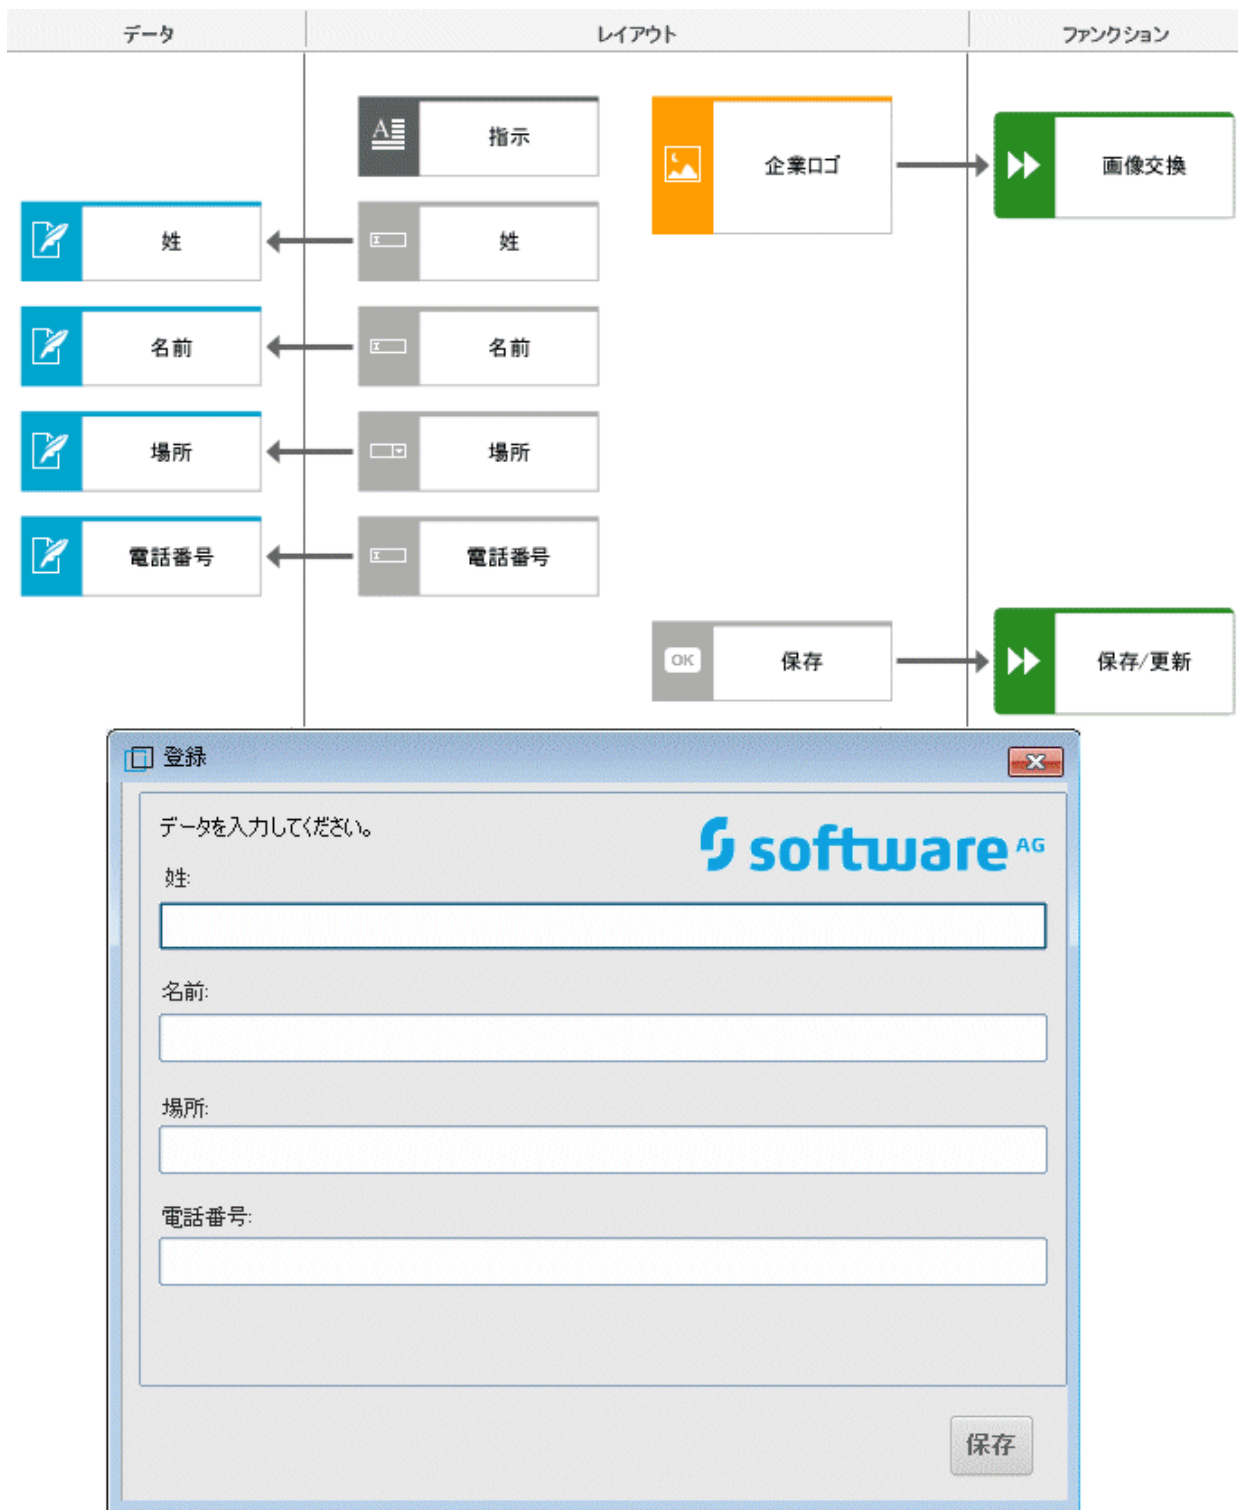 データ レイアウト ファンクション
A 指示
企業ロゴ 画像交換
姓 姓
名前 名前
場所 場所
電話番号 電話番号
OK 保存 保存/更新
登録
データを入力してください。
software AG
姓:
名前:
場所:
電話番号:
保存